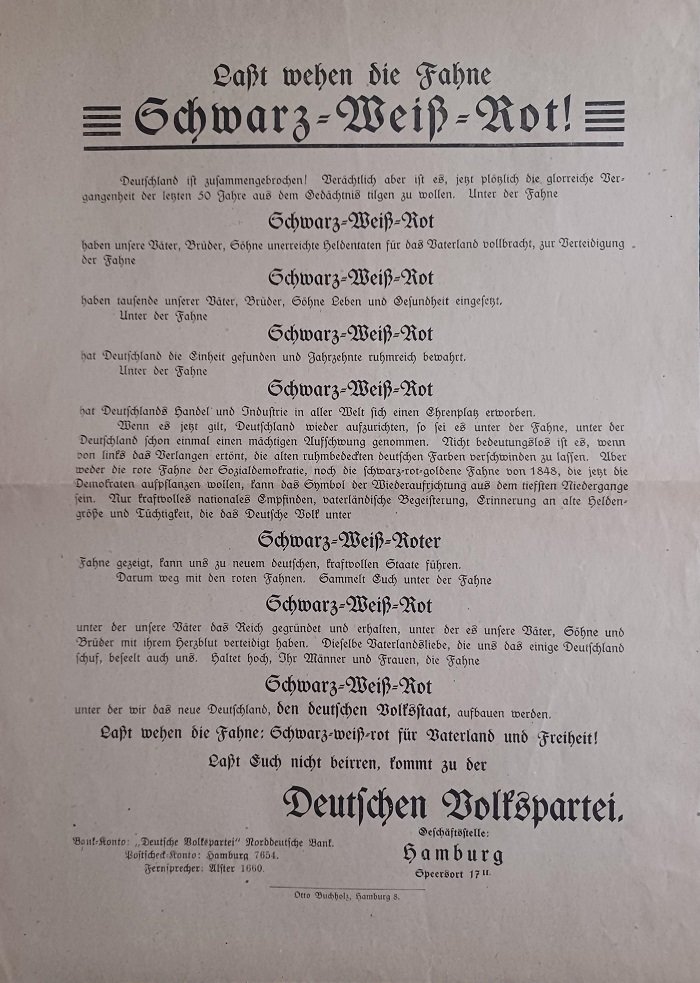 Laßt wehen die Fahne
Schwarz-Weiß-Rot!
Deutschland ist zusammengebrochen! Verächtlich aber ist es, jetzt plötzlich die glorreiche Ver-
gangenheit der letzten 50 Jahre aus dem Gedächtnis tilgen zu wollen. Unter der Fahne
Schwarz-Weiß-Rot
haben unsere Väter, Brüder, Söhne unerreichte Heldentaten für das Vaterland vollbracht, zur Verteidigung
der Fahne
Schwarz-Weiß-Rot
haben tausende unserer Väter, Brüder, Söhne Leben und Gesundheit eingesetzt.
Unter der Fahne
Schwarz-Weiß-Rot
hat Deutschland die Einheit gefunden und Jahrzehnte ruhmreich bewahrt.
Unter der Fahne
Schwarz-Weiß-Rot
hat Deutschlands Handel und Industrie in aller Welt sich einen Ehrenplatz erworben.
Wenn es jetzt gilt, Deutschland wieder aufzurichten, so sei es unter der Fahne, unter der
Deutschland schon einmal einen mächtigen Aufschwung genommen. Nicht bedeutungslos ist es, wenn
von links das Verlangen ertönt, die alten ruhmbedeckten deutschen Farben verschwinden zu lassen. Aber
weder die rote Fahne der Sozialdemokratie, noch die schwarz-rot-goldene Fahne von 1848, die jetzt die
Demokraten aufpflanzen wollen, kann das Symbol der Wiederaufrichtung aus dem tiefsten Niedergange
sein. Nur kraftvolles nationales Empfinden, vaterländische Begeisterung, Erinnerung an alte Helden-
größe und Tüchtigkeit, die das Deutsche Volk unter
Schwarz-Weiß-Roter
Fahne gezeigt, kann uns zu neuem deutschen, kraftvollen Staate führen.
Darum weg mit den roten Fahnen. Sammelt Euch unter der Fahne
Schwarz-Weiß-Rot
unter der unsere Väter das Reich gegründet und erhalten, unter der es unsere Väter, Söhne und
Brüder mit ihrem Herzblut verteidigt haben. Dieselbe Vaterlandsliebe, die uns das einige Deutschland
schuf, beseelt auch uns. Haltet hoch, Ihr Männer und Frauen, die Fahne
Schwarz-Weiß-Rot
unter der wir das neue Deutschland, den deutschen Volksstaat, aufbauen werden.
Laßt wehen die Fahne: Schwarz-weiß-rot für Vaterland und Freiheit!
Laßt Euch nicht beirren, kommt zu der
Deutschen Volkspartei.
Bank-Konto: „Deutsche Volkspartei" Norddeutsche Bank.
Postscheck-Konto: Hamburg 7654.
Fernsprecher: Alster 1660.
Geschäftsstelle:
Hamburg
Speersort 17 II.
Otto Buchholz, Hamburg 8.